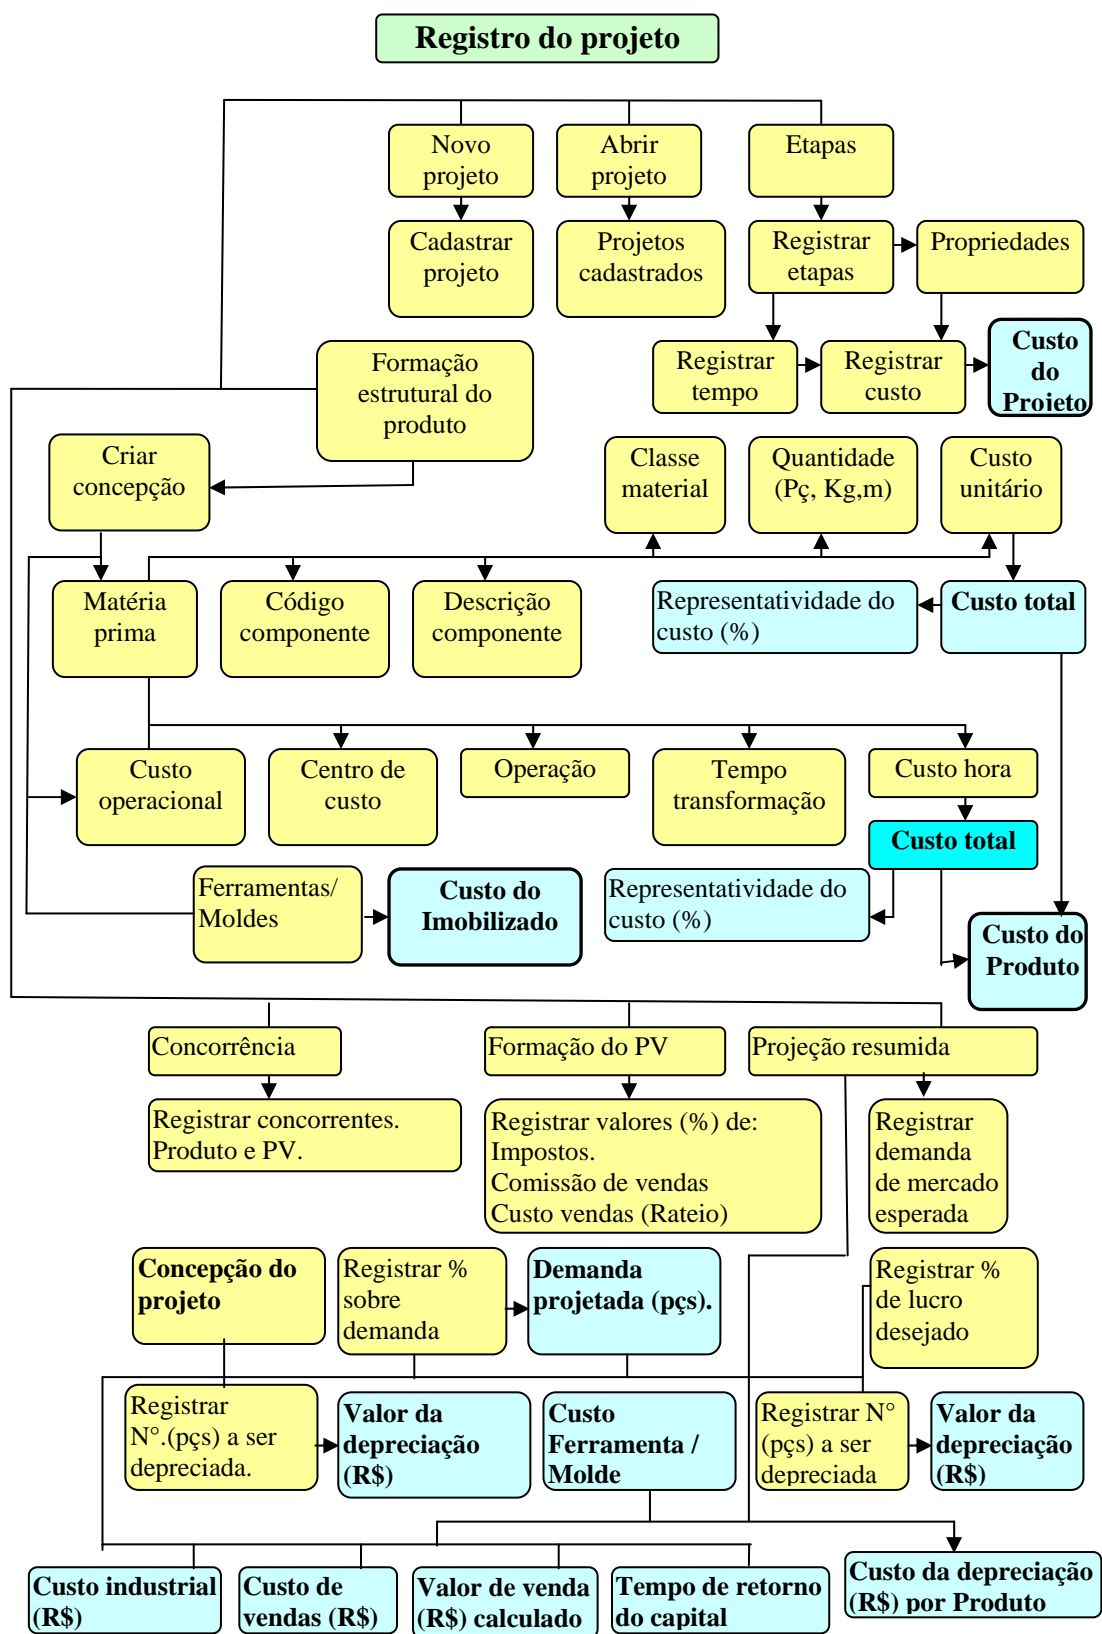 Registro do projeto
Novo
projeto
Abrir
projeto
Etapas
Cadastrar
projeto
Projetos
cadastrados
Registrar
etapas
Propriedades
Formação
estrutural do
produto
Registrar
tempo
Registrar
custo
Custo
do
Projeto
Criar
concepção
Classe
material
Quantidade
(Pç, Kg,m)
Custo
unitário
Matéria
prima
Código
componente
Descrição
componente
Representatividade do
custo (%)
Custo total
Custo
operacional
Centro de
custo
Operação
Tempo
transformação
Custo hora
Custo total
Ferramentas/
Moldes
Custo do
Imobilizado
Representatividade do
custo (%)
Custo do
Produto
Concorrência
Formação do PV
Projeção resumida
Registrar concorrentes.
Produto e PV.
Registrar valores (%) de:
Impostos.
Comissão de vendas
Custo vendas (Rateio)
Registrar
demanda
de mercado
esperada
Concepção do
projeto
Registrar %
sobre
demanda
Demanda
projetada (pçs).
Registrar %
de lucro
desejado
Registrar
N°.(pçs) a ser
depreciada.
Valor da
depreciação
(R$)
Custo
Ferramenta /
Molde
Registrar N°
(pçs) a ser
depreciada
Valor da
depreciação
(R$)
Custo industrial
(R$)
Custo de
vendas (R$)
Valor de venda
(R$) calculado
Tempo de retorno
do capital
Custo da depreciação
(R$) por Produto